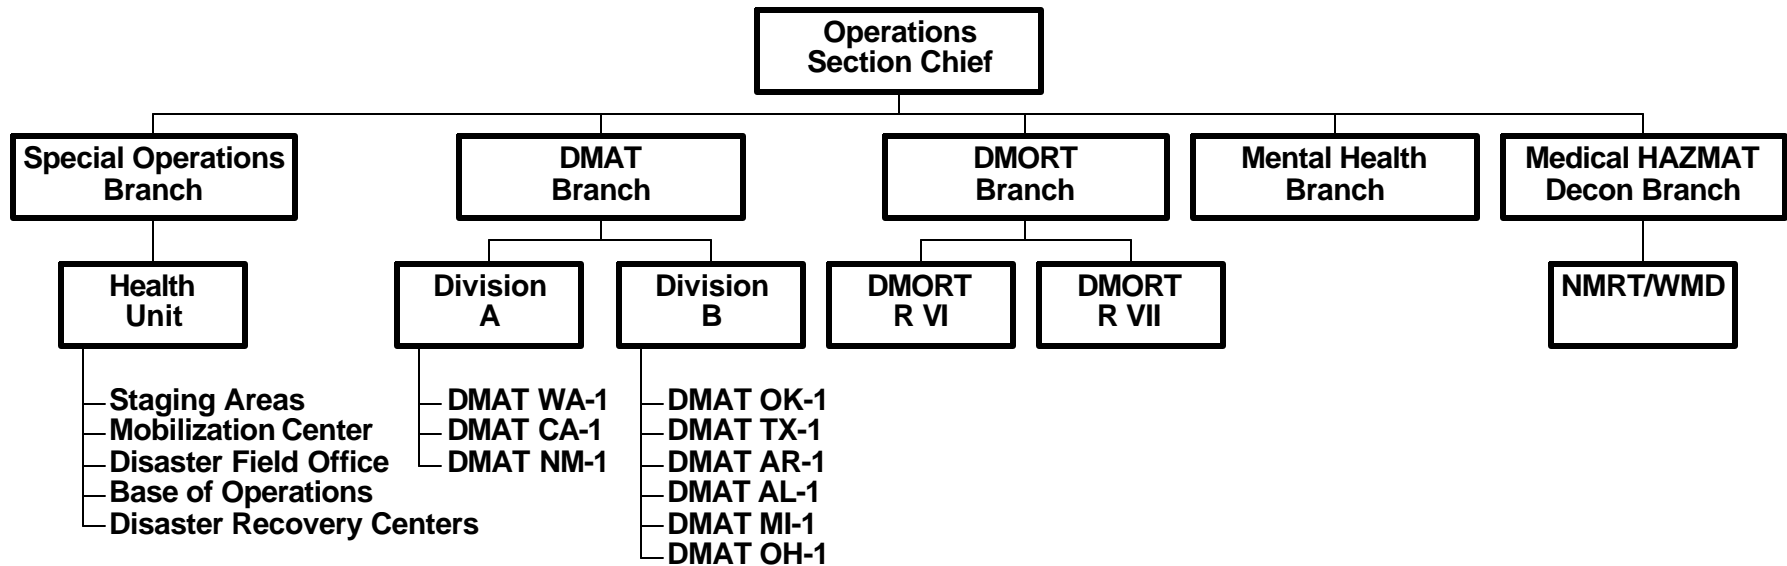 Operations
Section Chief
Special Operations
Branch
DMAT
Branch
DMORT
Branch
Mental Health
Branch
Medical HAZMAT
Decon Branch
Health
Unit
Division
A
Division
B
DMORT
R VI
DMORT
R VII
NMRT/WMD
Staging Areas
Mobilization Center
Disaster Field Office
Base of Operations
Disaster Recovery Centers
DMAT WA-1
DMAT CA-1
DMAT NM-1
DMAT OK-1
DMAT TX-1
DMAT AR-1
DMAT AL-1
DMAT MI-1
DMAT OH-1